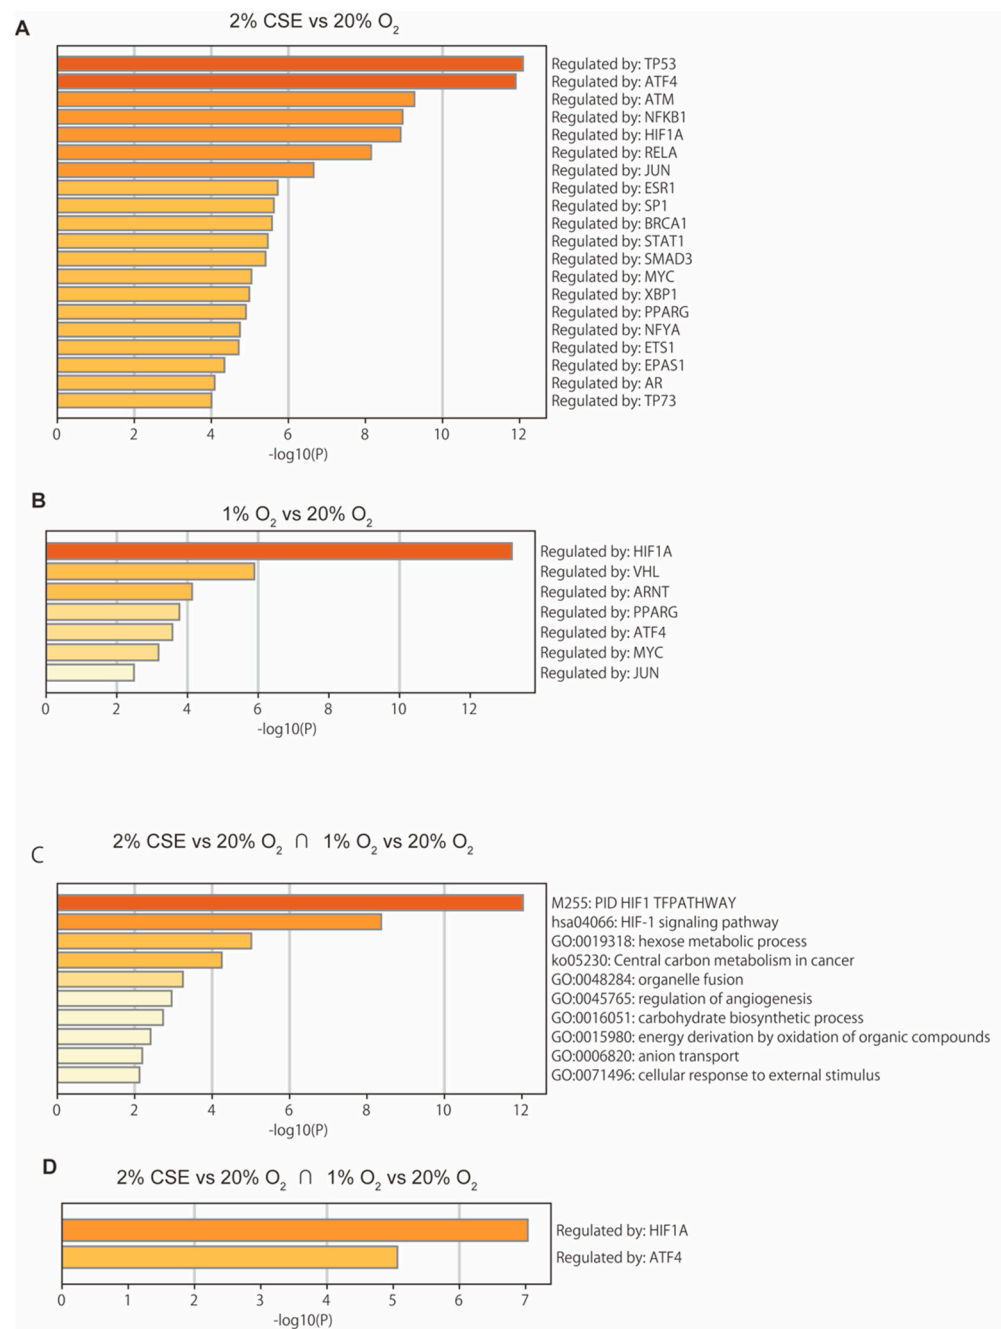 A
2% CSE vs 20% O2
Regulated by: TP53
Regulated by: ATF4
Regulated by: ATM
Regulated by: NFKB1
Regulated by: HIF1A
Regulated by: RELA
Regulated by: JUN
Regulated by: ESR1
Regulated by: SP1
Regulated by: BRCA1
Regulated by: STAT1
Regulated by: SMAD3
Regulated by: MYC
Regulated by: XBP1
Regulated by: PPARG
Regulated by: NFYA
Regulated by: ETS1
Regulated by: EPAS1
Regulated by: AR
Regulated by: TP73
0 2 4 6 8 10 12
-log10(P)
B
1% O2 vs 20% O2
Regulated by: HIF1A
Regulated by: VHL
Regulated by: ARNT
Regulated by: PPARG
Regulated by: ATF4
Regulated by: MYC
Regulated by: JUN
0 2 4 6 8 10 12
-log10(P)
C
2% CSE vs 20% O2 ∩ 1% O2 vs 20% O2
M255: PID HIF1 TFPATHWAY
hsa04066: HIF-1 signaling pathway
GO:0019318: hexose metabolic process
ko05230: Central carbon metabolism in cancer
GO:0048284: organelle fusion
GO:0045765: regulation of angiogenesis
GO:0016051: carbohydrate biosynthetic process
GO:0015980: energy derivation by oxidation of organic compounds
GO:0006820: anion transport
GO:0071496: cellular response to external stimulus
0 2 4 6 8 10 12
-log10(P)
D
2% CSE vs 20% O2 ∩ 1% O2 vs 20% O2
Regulated by: HIF1A
Regulated by: ATF4
0 1 2 3 4 5 6 7
-log10(P)